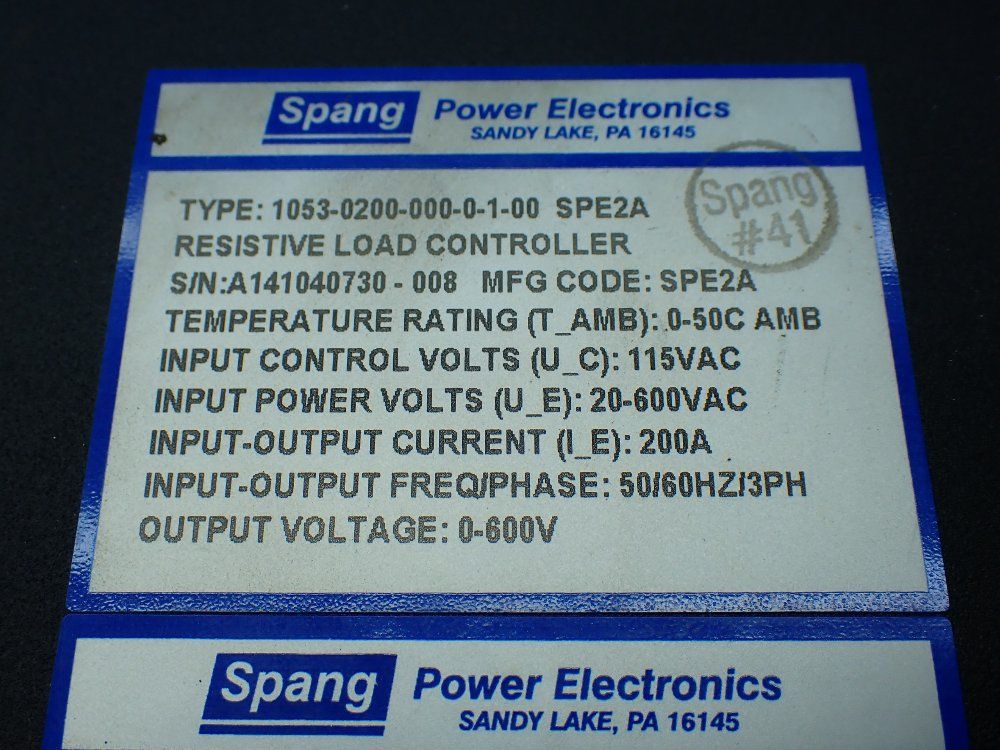 Spang Power Electronics
SANDY LAKE, PA 16145
Spang
#41
TYPE: 1053-0200-000-0-1-00 SPE2A
RESISTIVE LOAD CONTROLLER
S/N:A141040730 - 008 MFG CODE: SPE2A
TEMPERATURE RATING (T_AMB): 0-50C AMB
INPUT CONTROL VOLTS (U_C): 115VAC
INPUT POWER VOLTS (U_E): 20-600VAC
INPUT-OUTPUT CURRENT (I_E): 200A
INPUT-OUTPUT FREQ/PHASE: 50/60HZ/3PH
OUTPUT VOLTAGE: 0-600V
Spang Power Electronics
SANDY LAKE, PA 16145